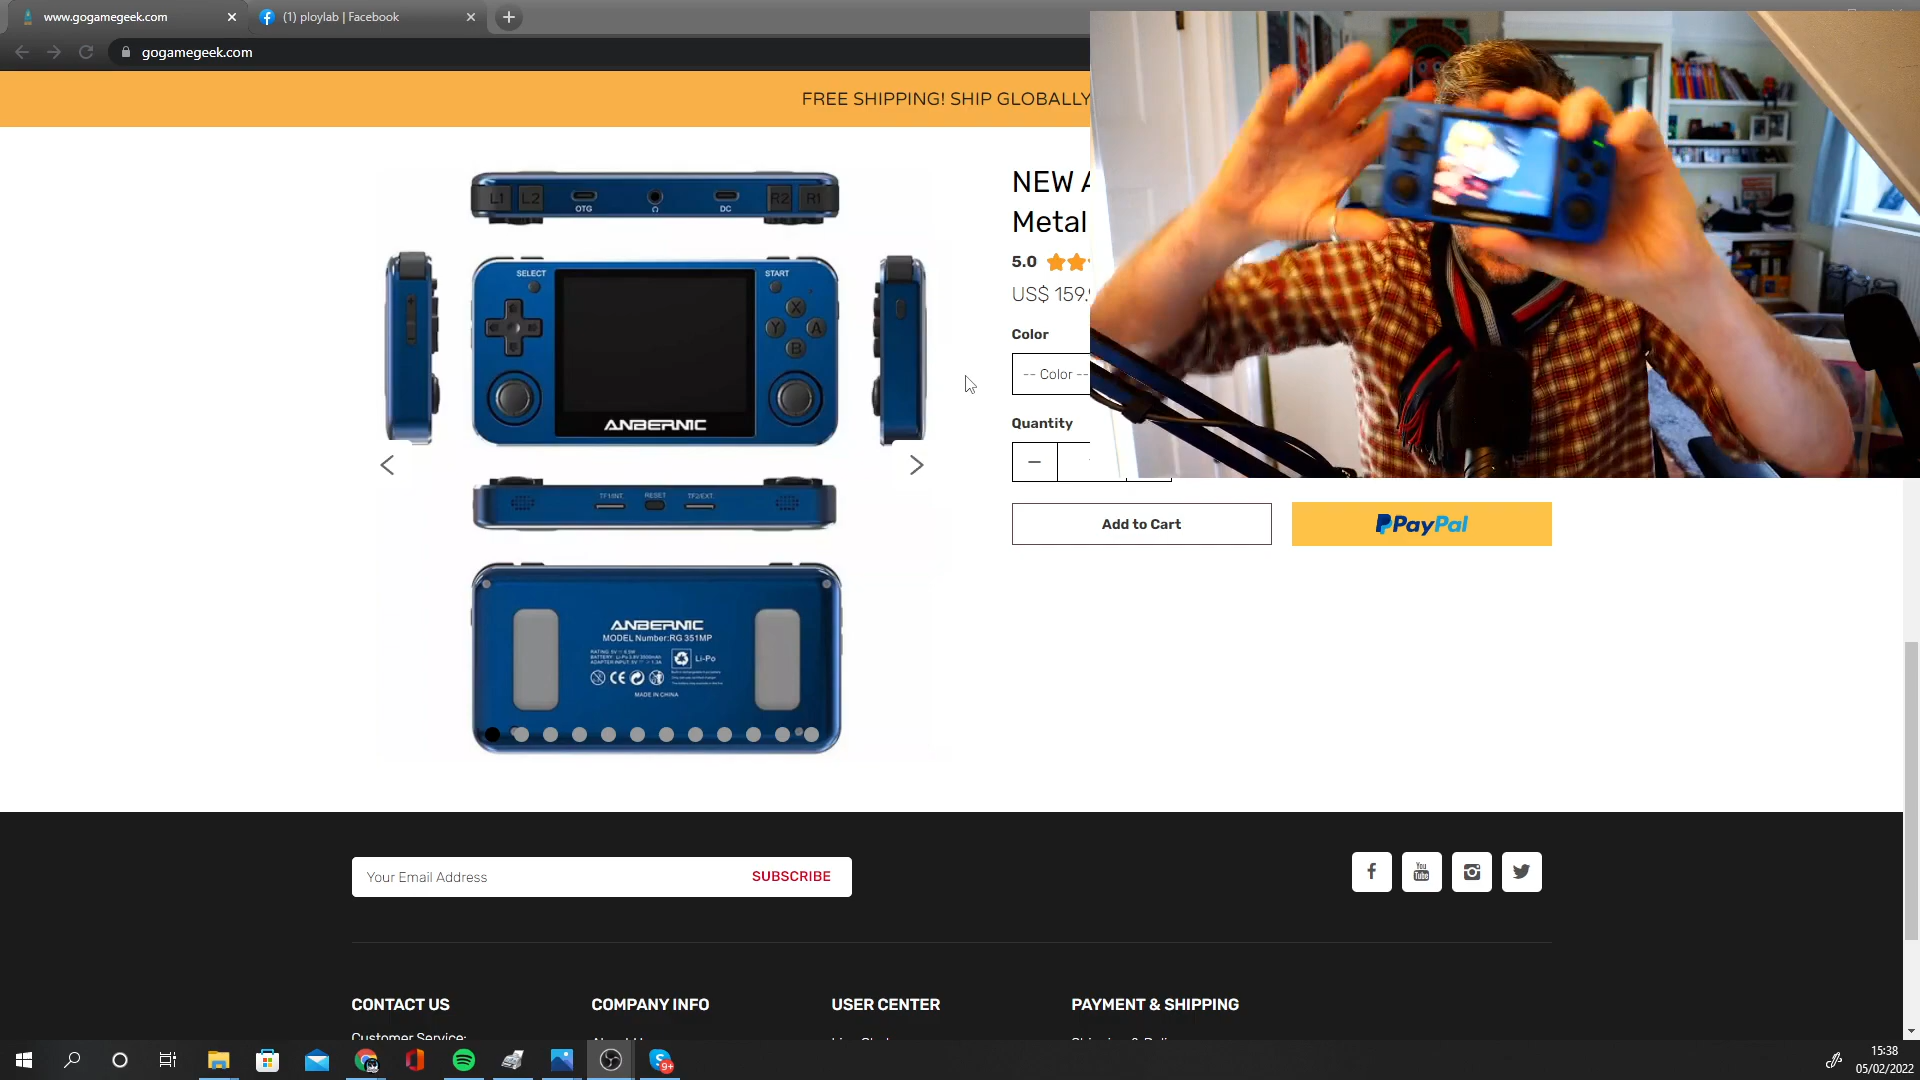 www.gogamegeek.com
(1) ploylab | Facebook
gogamegeek.com
FREE SHIPPING! SHIP GLOBALLY
L1 L2 OTG DC R2 R1
SELECT START
X
Y A
B
ANBERNIC
TF1/INT. RESET TF2/EXT.
ANBERNIC
MODEL Number:RG 351MP
Li-Po
MADE IN CHINA
NEW
Metal
5.0
US$ 159.
Color
-- Color --
Quantity
Add to Cart
PayPal
Your Email Address
SUBSCRIBE
You
Tube
CONTACT US
COMPANY INFO
USER CENTER
PAYMENT & SHIPPING
Customer Service:
9+
15:38
05/02/2022